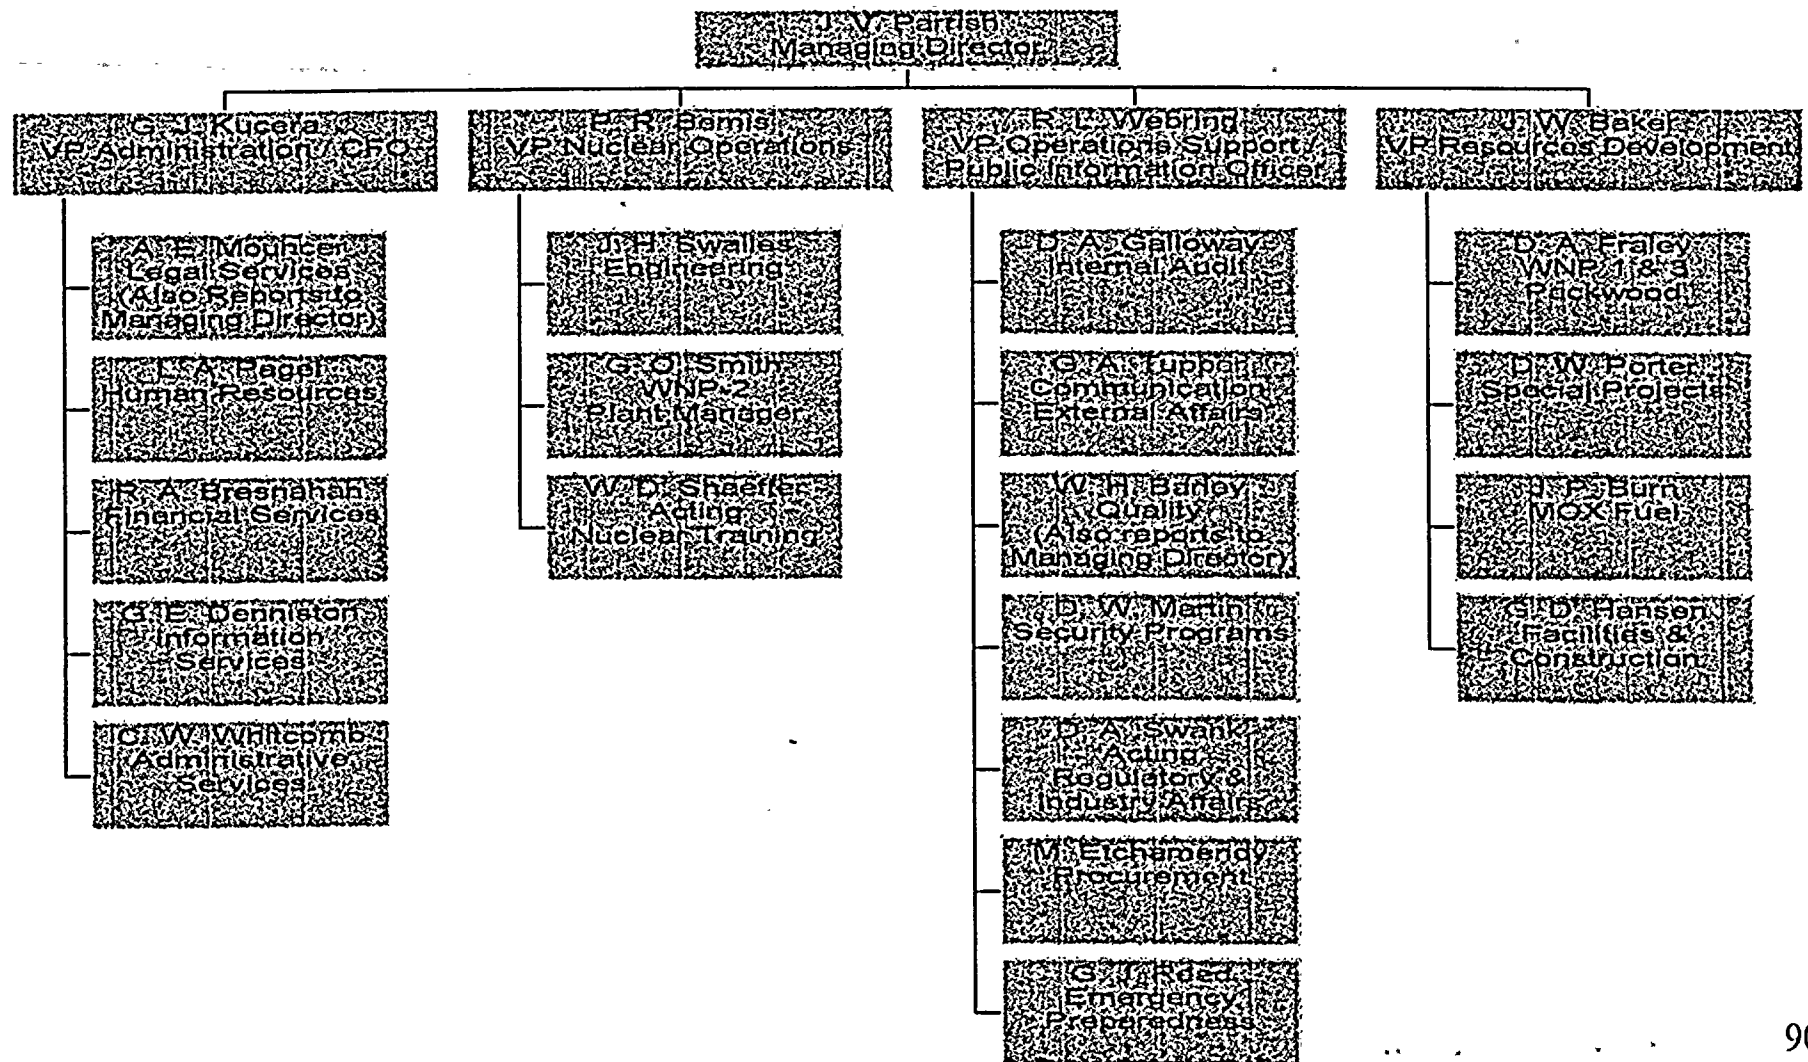 J. V. Parrish
Managing Director
G. J. Kucera
VP Administration / CFO
P. R. Bemis
VP Nuclear Operations
R. L. Webring
VP Operations Support /
Public Information Officer
J. W. Baker
VP Resources Development
A. E. Mouncer
Legal Services
(Also Reports to
Managing Director)
L. A. Pagel
Human Resources
R. A. Bresnahan
Financial Services
G. E. Denniston
Information
Services
C. W. Whitcomb
Administrative
Services
J. H. Swailes
Engineering
G. O. Smith
WNP-2
Plant Manager
W. D. Shaeffer
Acting
Nuclear Training
D. A. Galloway
Internal Audit
G. A. Tupper
Communication
External Affairs
W. H. Barley
Quality
(Also reports to
Managing Director)
D. W. Martin
Security Programs
D. A. Swank
Acting
Regulatory &
Industry Affairs
M. Etchamendy
Procurement
G. J. Reed
Emergency
Preparedness
D. A. Fraley
WNP 1 & 3
Packwood
D. W. Porter
Special Projects
J. P. Burn
MOX Fuel
G. D. Hansen
Facilities &
Construction